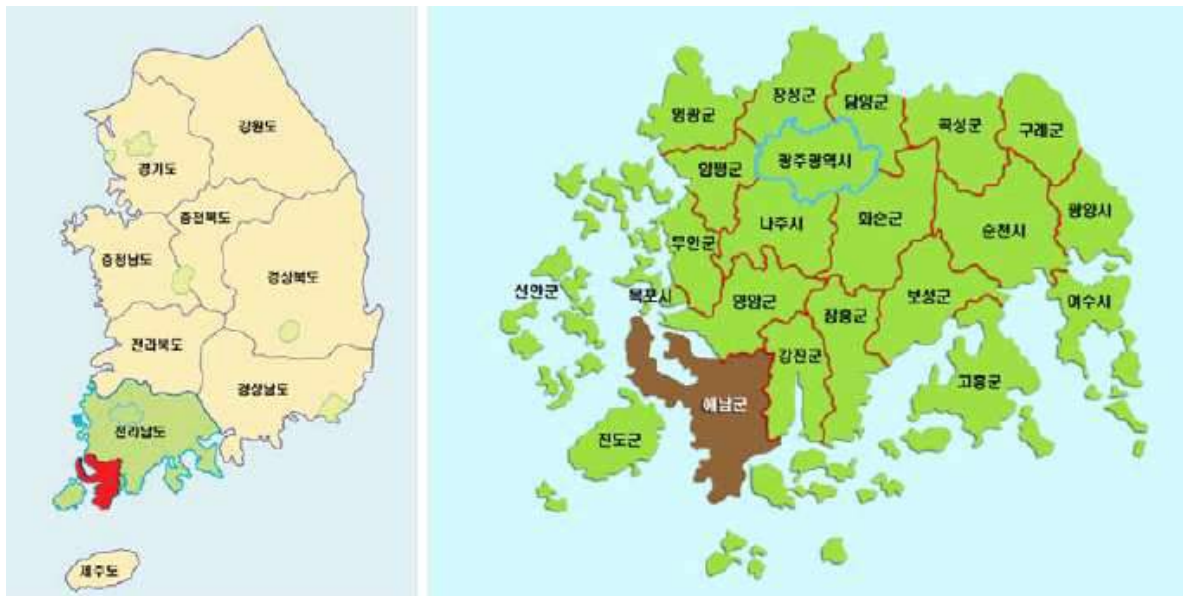 강원도
경기도
충청북도
충청남도
경상북도
전라북도
경상남도
전라남도
제주도
장성군
담양군
영광군
곡성군
구례군
광주광역시
함평군
광양시
나주시
화순군
순천시
무안군
신안군
목포시
영암군
보성군
여수시
장흥군
강진군
고흥군
해남군
진도군